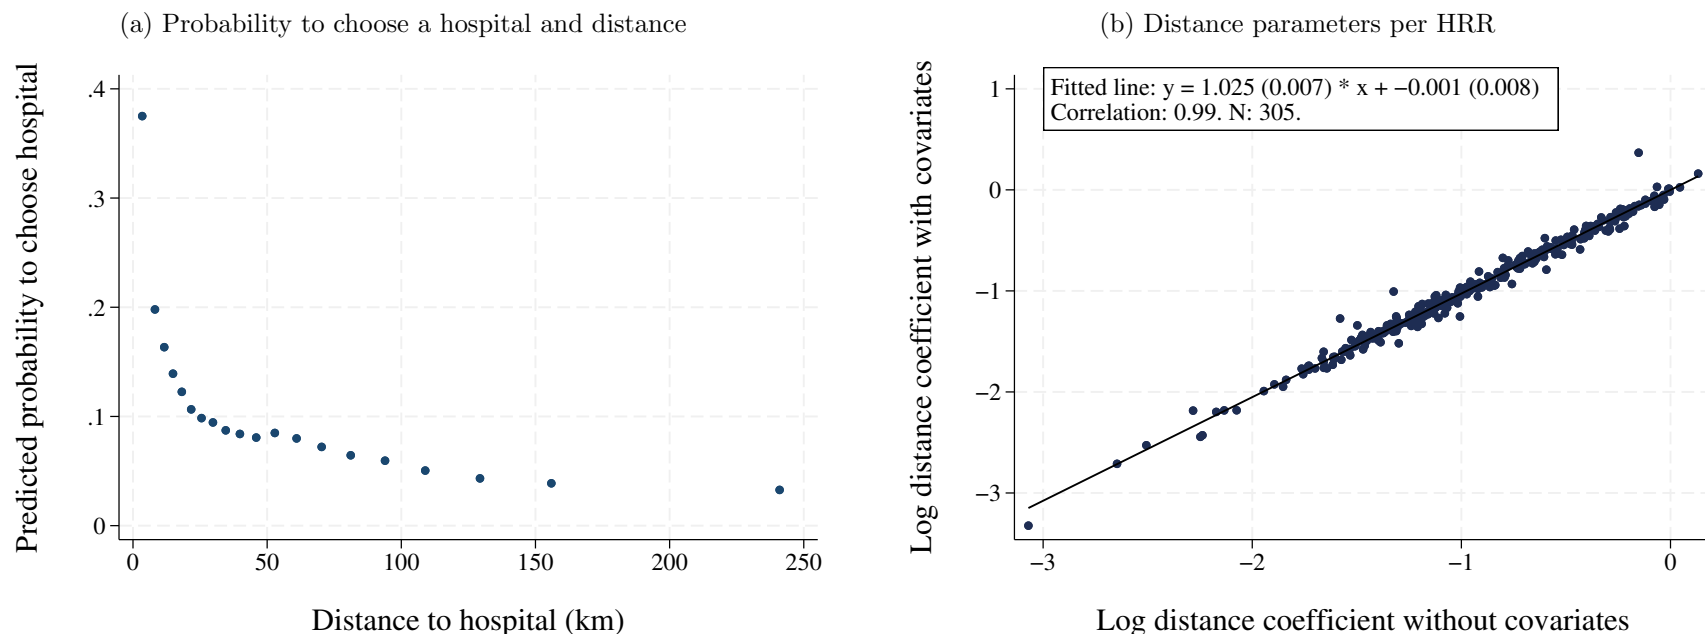 (a) Probability to choose a hospital and distance
Predicted probability to choose hospital
.4
.3
.2
.1
0
0 50 100 150 200 250
Distance to hospital (km)
(b) Distance parameters per HRR
Log distance coefficient with covariates
Fitted line: y = 1.025 (0.007) * x + −0.001 (0.008)
Correlation: 0.99. N: 305.
1
0
−1
−2
−3
−3 −2 −1 0
Log distance coefficient without covariates